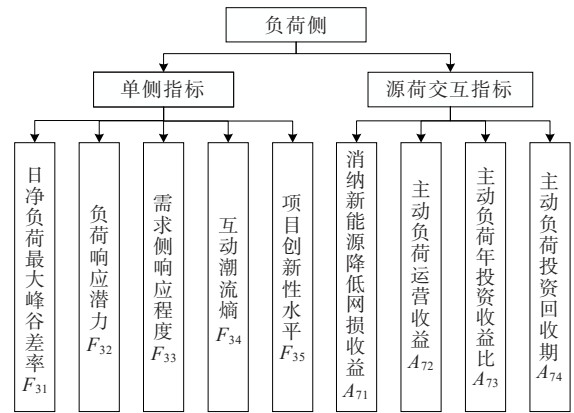 负荷侧
单侧指标
源荷交互指标
日净负荷最大峰谷差率F31
负荷响应潜力F32
需求侧响应程度F33
互动潮流熵F34
项目创新性水平F35
消纳新能源降低网损收益A71
主动负荷运营收益A72
主动负荷年投资收益比A73
主动负荷投资回收期A74